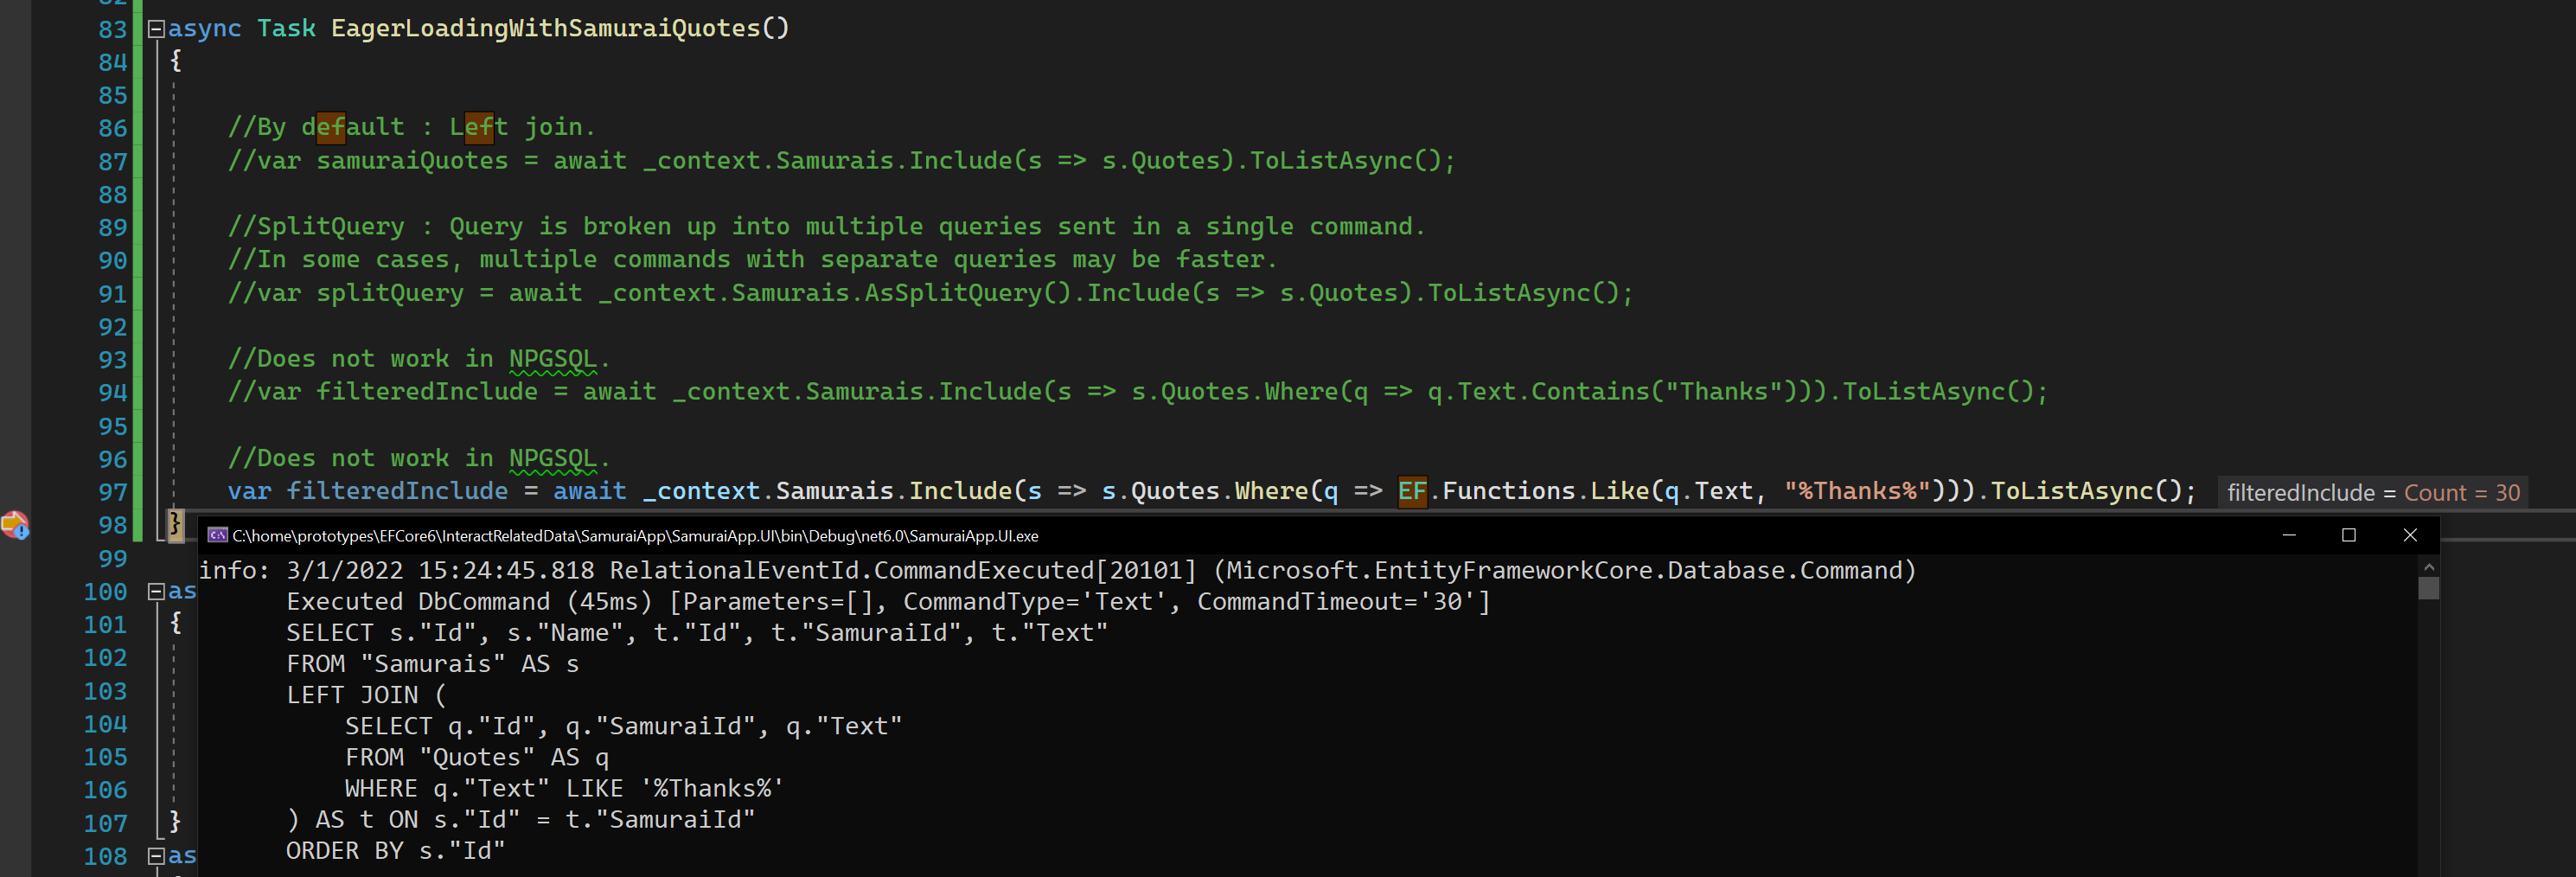 83 async Task EagerLoadingWithSamuraiQuotes()
84 {
85
86 //By default : Left join.
87 //var samuraiQuotes = await _context.Samurais.Include(s => s.Quotes).ToListAsync();
88
89 //SplitQuery : Query is broken up into multiple queries sent in a single command.
90 //In some cases, multiple commands with separate queries may be faster.
91 //var splitQuery = await _context.Samurais.AsSplitQuery().Include(s => s.Quotes).ToListAsync();
92
93 //Does not work in NPGSQL.
94 //var filteredInclude = await _context.Samurais.Include(s => s.Quotes.Where(q => q.Text.Contains("Thanks"))).ToListAsync();
95
96 //Does not work in NPGSQL.
97 var filteredInclude = await _context.Samurais.Include(s => s.Quotes.Where(q => EF.Functions.Like(q.Text, "%Thanks%"))).ToListAsync(); filteredInclude = Count = 30
98 }
C:\home\prototypes\EFCore6\InteractRelatedData\SamuraiApp\SamuraiApp.UI\bin\Debug\net6.0\SamuraiApp.UI.exe
99
info: 3/1/2022 15:24:45.818 RelationalEventId.CommandExecuted[20101] (Microsoft.EntityFrameworkCore.Database.Command)
100 as
Executed DbCommand (45ms) [Parameters=[], CommandType='Text', CommandTimeout='30']
101 {
SELECT s."Id", s."Name", t."Id", t."SamuraiId", t."Text"
102
FROM "Samurais" AS s
103
LEFT JOIN (
104
SELECT q."Id", q."SamuraiId", q."Text"
105
FROM "Quotes" AS q
106
WHERE q."Text" LIKE '%Thanks%'
107 }
) AS t ON s."Id" = t."SamuraiId"
108 as
ORDER BY s."Id"